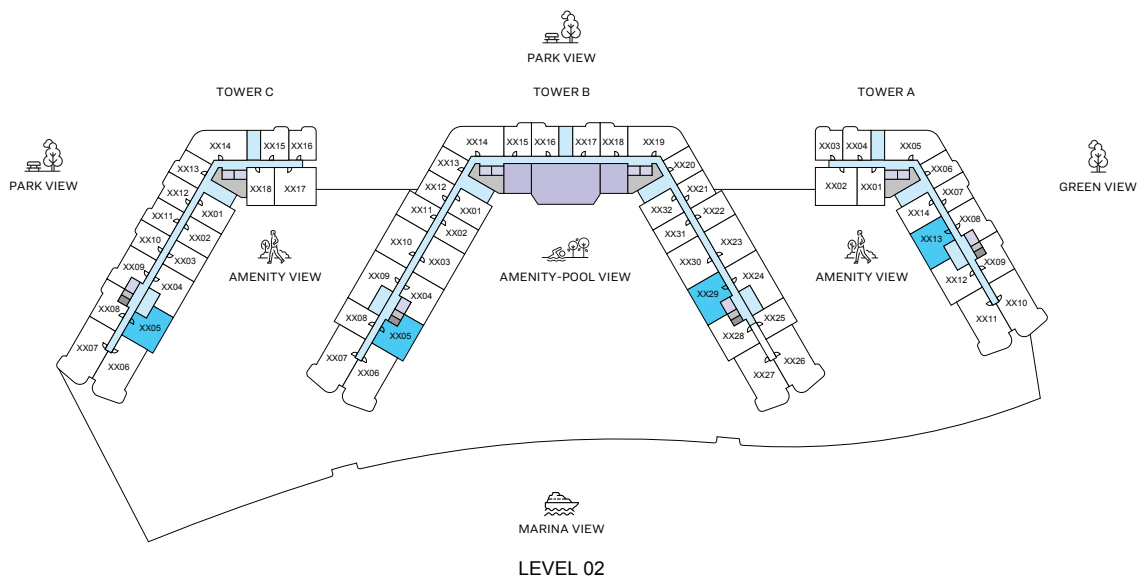 PARK VIEW
TOWER C
TOWER B
TOWER A
PARK VIEW
GREEN VIEW
XX14
XX15
XX16
XX13
XX12
XX18
XX17
XX11
XX01
XX10
XX02
XX09
XX03
XX08
XX04
XX07
XX05
XX06
AMENITY VIEW
XX14
XX15
XX16
XX17
XX18
XX19
XX13
XX20
XX12
XX21
XX11
XX01
XX32
XX22
XX10
XX02
XX31
XX23
XX09
XX03
XX30
XX24
XX08
XX04
XX29
XX25
XX07
XX05
XX28
XX26
XX06
XX27
AMENITY-POOL VIEW
XX03
XX04
XX05
XX02
XX01
XX06
XX07
XX14
XX08
XX13
XX09
XX12
XX10
XX11
AMENITY VIEW
MARINA VIEW
LEVEL 02